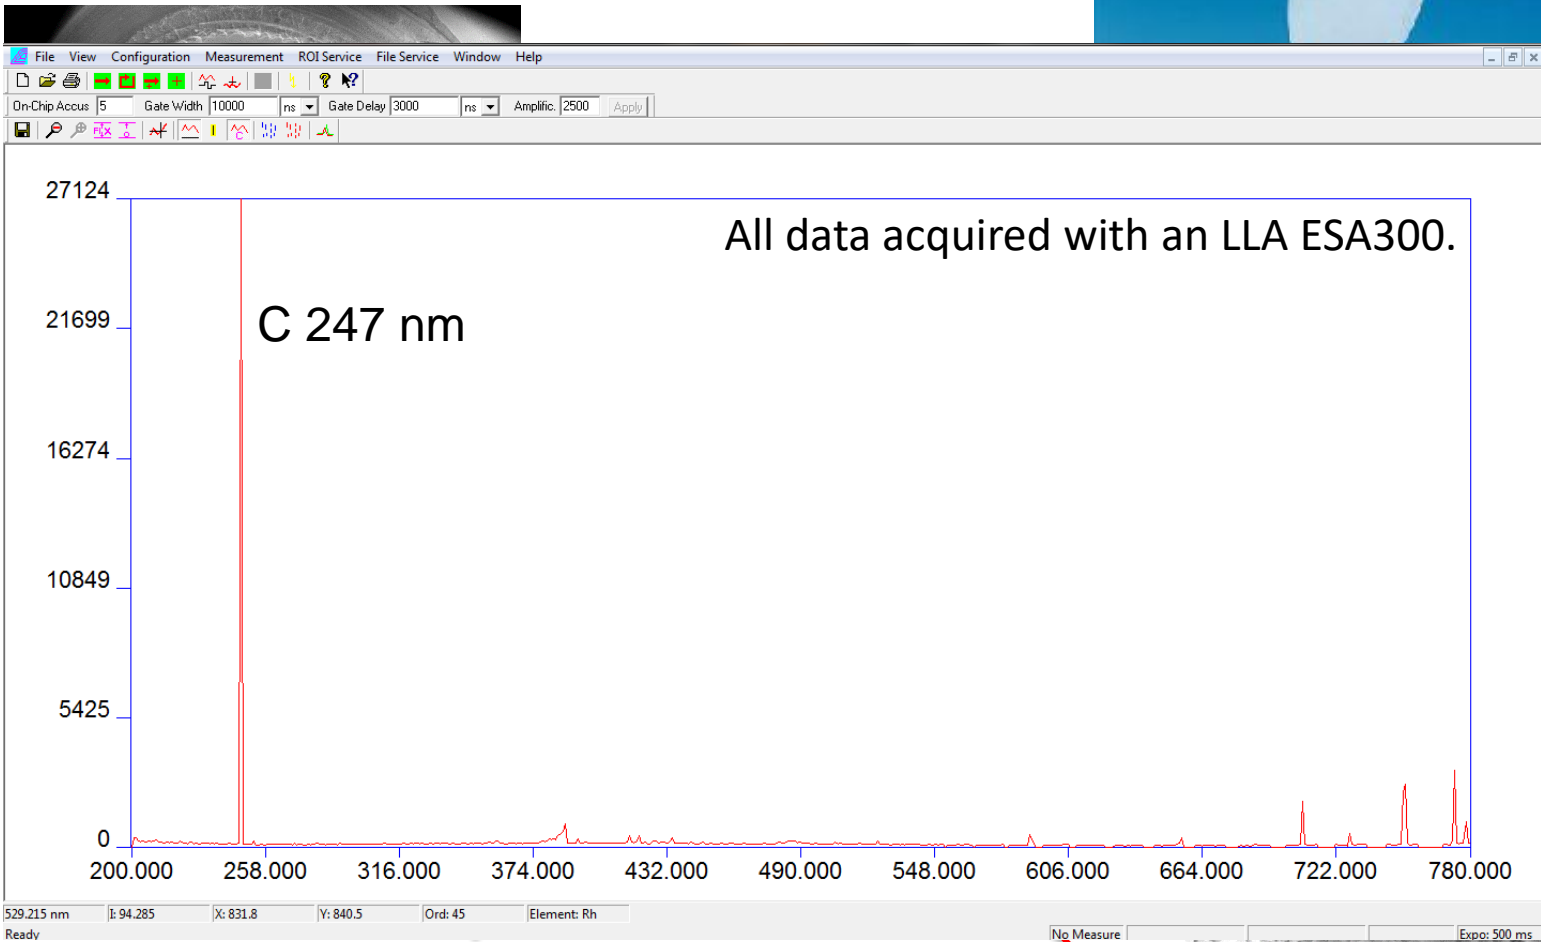 File View Configuration Measurement ROI Service File Service Window Help
On-Chip Accus 5 Gate Width 10000 ns Gate Delay 3000 ns Amplific. 2500 Apply
All data acquired with an LLA ESA300.
C 247 nm
27124
21699
16274
10849
5425
0
200.000 258.000 316.000 374.000 432.000 490.000 548.000 606.000 664.000 722.000 780.000
529.215 nm I: 94.285 X: 831.8 Y: 840.5 Ord: 45 Element: Rh
Ready No Measure Expo: 500 ms